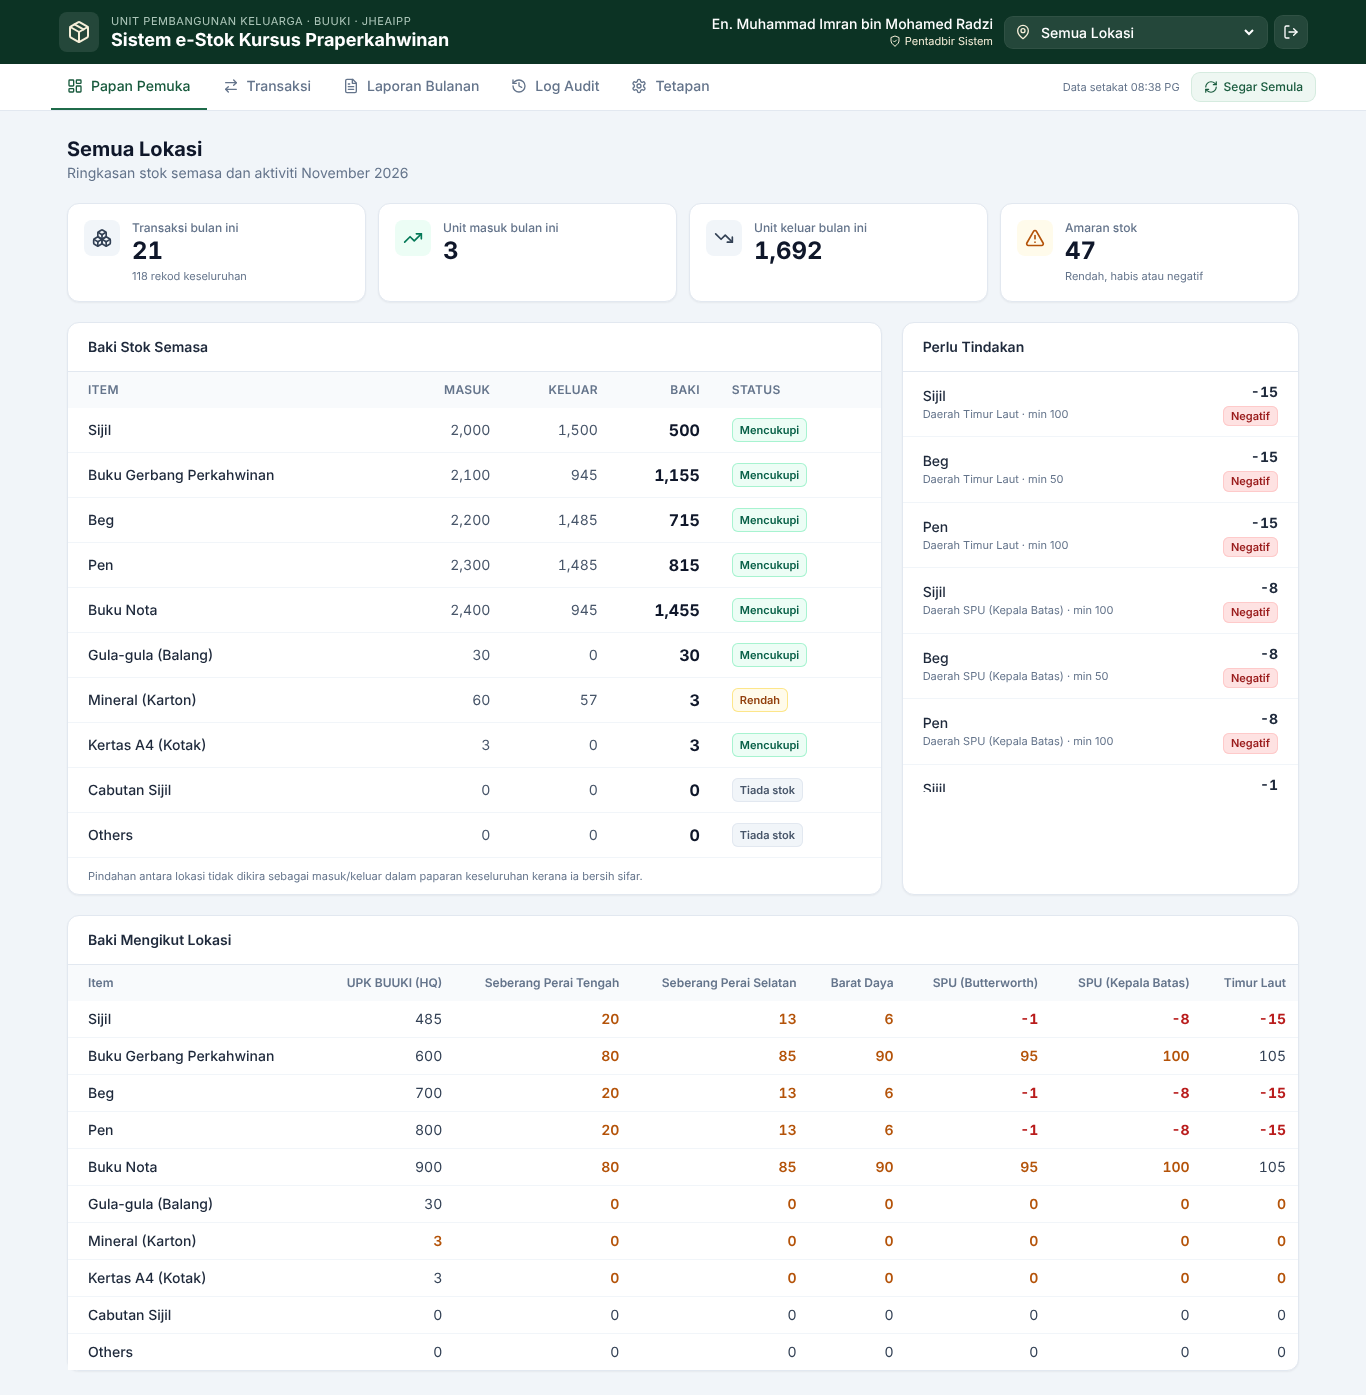 UNIT PEMBANGUNAN KELUARGA · BUUKI · JHEAIPP
Sistem e-Stok Kursus Praperkahwinan
En. Muhammad Imran bin Mohamed Radzi
Pentadbir Sistem
Semua Lokasi
Papan Pemuka
Transaksi
Laporan Bulanan
Log Audit
Tetapan
Data setakat 08:38 PG
Segar Semula
Semua Lokasi
Ringkasan stok semasa dan aktiviti November 2026
Transaksi bulan ini
21
118 rekod keseluruhan
Unit masuk bulan ini
3
Unit keluar bulan ini
1,692
Amaran stok
47
Rendah, habis atau negatif
Baki Stok Semasa
ITEM MASUK KELUAR BAKI STATUS
Sijil 2,000 1,500 500 Mencukupi
Buku Gerbang Perkahwinan 2,100 945 1,155 Mencukupi
Beg 2,200 1,485 715 Mencukupi
Pen 2,300 1,485 815 Mencukupi
Buku Nota 2,400 945 1,455 Mencukupi
Gula-gula (Balang) 30 0 30 Mencukupi
Mineral (Karton) 60 57 3 Rendah
Kertas A4 (Kotak) 3 0 3 Mencukupi
Cabutan Sijil 0 0 0 Tiada stok
Others 0 0 0 Tiada stok
Pindahan antara lokasi tidak dikira sebagai masuk/keluar dalam paparan keseluruhan kerana ia bersih sifar.
Perlu Tindakan
Sijil -15
Daerah Timur Laut · min 100 Negatif
Beg -15
Daerah Timur Laut · min 50 Negatif
Pen -15
Daerah Timur Laut · min 100 Negatif
Sijil -8
Daerah SPU (Kepala Batas) · min 100 Negatif
Beg -8
Daerah SPU (Kepala Batas) · min 50 Negatif
Pen -8
Daerah SPU (Kepala Batas) · min 100 Negatif
Sijil -1
Baki Mengikut Lokasi
Item UPK BUUKI (HQ) Seberang Perai Tengah Seberang Perai Selatan Barat Daya SPU (Butterworth) SPU (Kepala Batas) Timur Laut
Sijil 485 20 13 6 -1 -8 -15
Buku Gerbang Perkahwinan 600 80 85 90 95 100 105
Beg 700 20 13 6 -1 -8 -15
Pen 800 20 13 6 -1 -8 -15
Buku Nota 900 80 85 90 95 100 105
Gula-gula (Balang) 30 0 0 0 0 0 0
Mineral (Karton) 3 0 0 0 0 0 0
Kertas A4 (Kotak) 3 0 0 0 0 0 0
Cabutan Sijil 0 0 0 0 0 0 0
Others 0 0 0 0 0 0 0